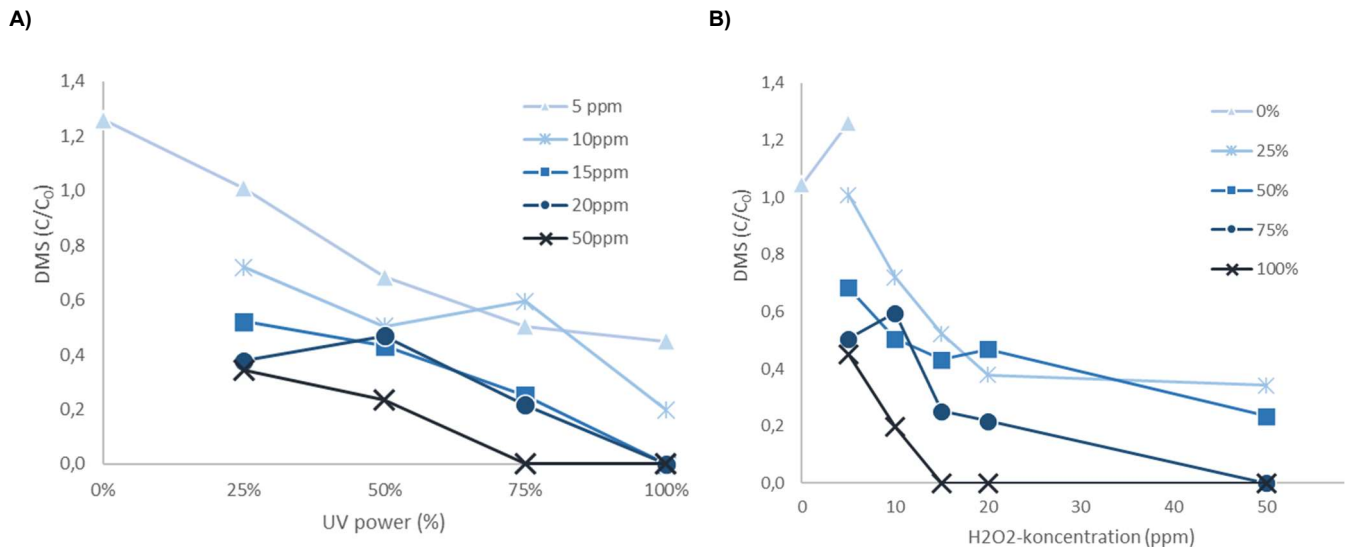 A)
DMS (C/C₀)
1,4
1,2
1,0
0,8
0,6
0,4
0,2
0,0
0%
25%
50%
75%
100%
UV power (%)
5 ppm
10ppm
15ppm
20ppm
50ppm
B)
DMS (C/C₀)
1,4
1,2
1,0
0,8
0,6
0,4
0,2
0,0
0
10
20
30
40
50
H2O2-koncentration (ppm)
0%
25%
50%
75%
100%